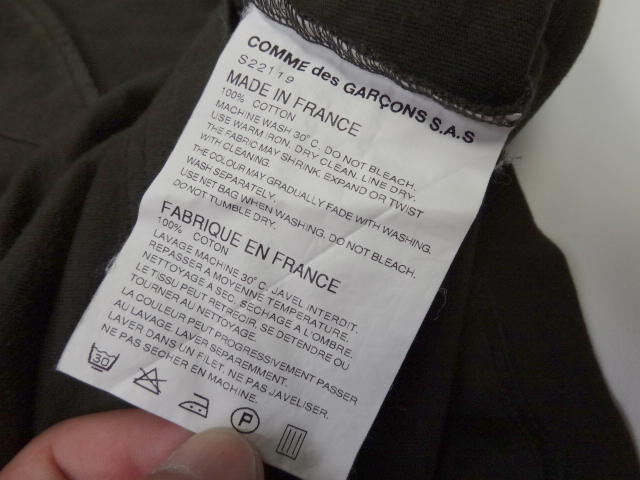 COMME des GARÇONS S.A.S
S22119
MADE IN FRANCE
100% COTTON
MACHINE WASH 30°C. DO NOT BLEACH.
USE WARM IRON. DRY CLEAN. LINE DRY.
THE FABRIC MAY SHRINK, EXPAND OR TWIST
WITH CLEANING.
THE COLOUR MAY GRADUALLY FADE WITH WASHING.
WASH SEPARATELY.
USE NET BAG WHEN WASHING. DO NOT BLEACH.
DO NOT TUMBLE DRY.
FABRIQUE EN FRANCE
100% COTON
LAVAGE MACHINE 30°C. JAVEL INTERDIT.
REPASSER A MOYENNE TEMPERATURE.
NETTOYAGE A SEC. SECHAGE A L'OMBRE.
LE TISSU PEUT RETRECIR, SE DETENDRE OU
TOURNER AU NETTOYAGE.
LA COULEUR PEUT PROGRESSIVEMENT PASSER
AU LAVAGE LAVER SEPAREMMENT.
LAVER DANS UN FILET. NE PAS JAVELISER.
NE PAS SECHER EN MACHINE.
30 P